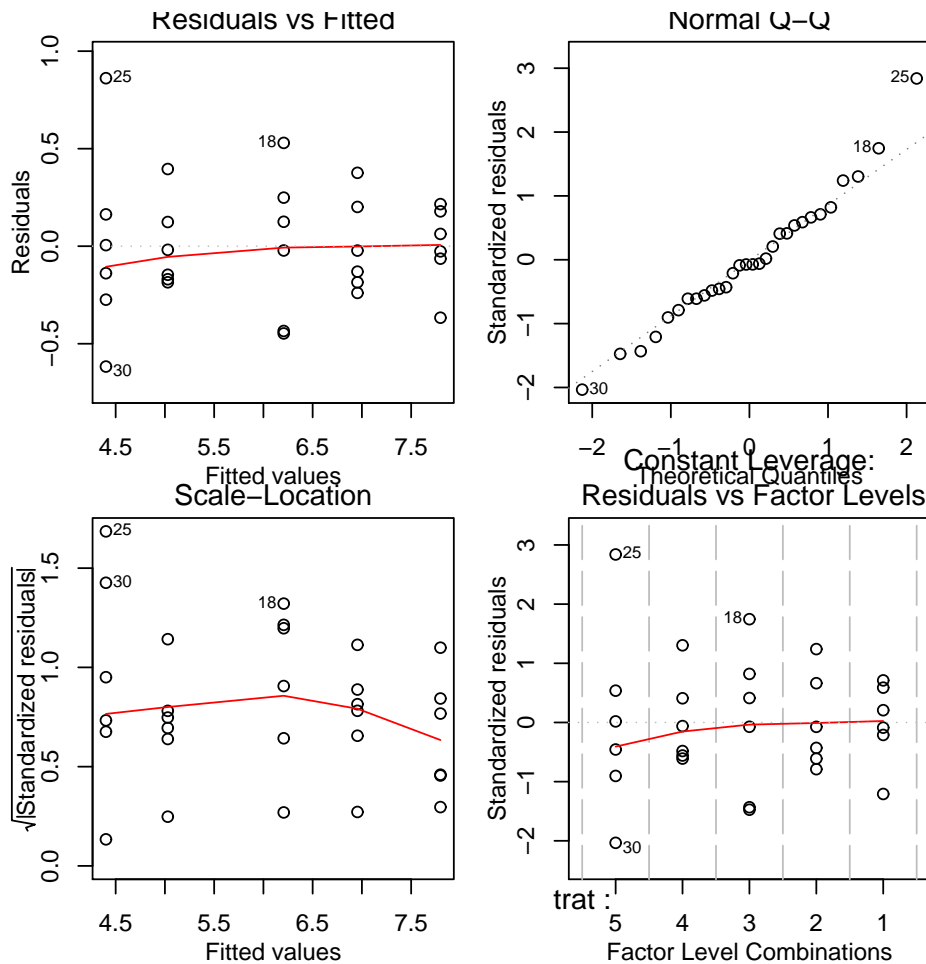 Residuals vs Fitted
Residuals
1.0
0.5
0.0
−0.5
25
18
30
4.5 5.5 6.5 7.5
Fitted values
Normal Q−Q
Standardized residuals
3
2
1
0
−1
−2
25
18
30
−2 −1 0 1 2
Theoretical Quantiles
Scale−Location
√|Standardized residuals|
1.5
1.0
0.5
0.0
25
30
18
4.5 5.5 6.5 7.5
Fitted values
Constant Leverage:
Residuals vs Factor Levels
Standardized residuals
3
2
1
0
−1
−2
25
18
30
trat :
5 4 3 2 1
Factor Level Combinations